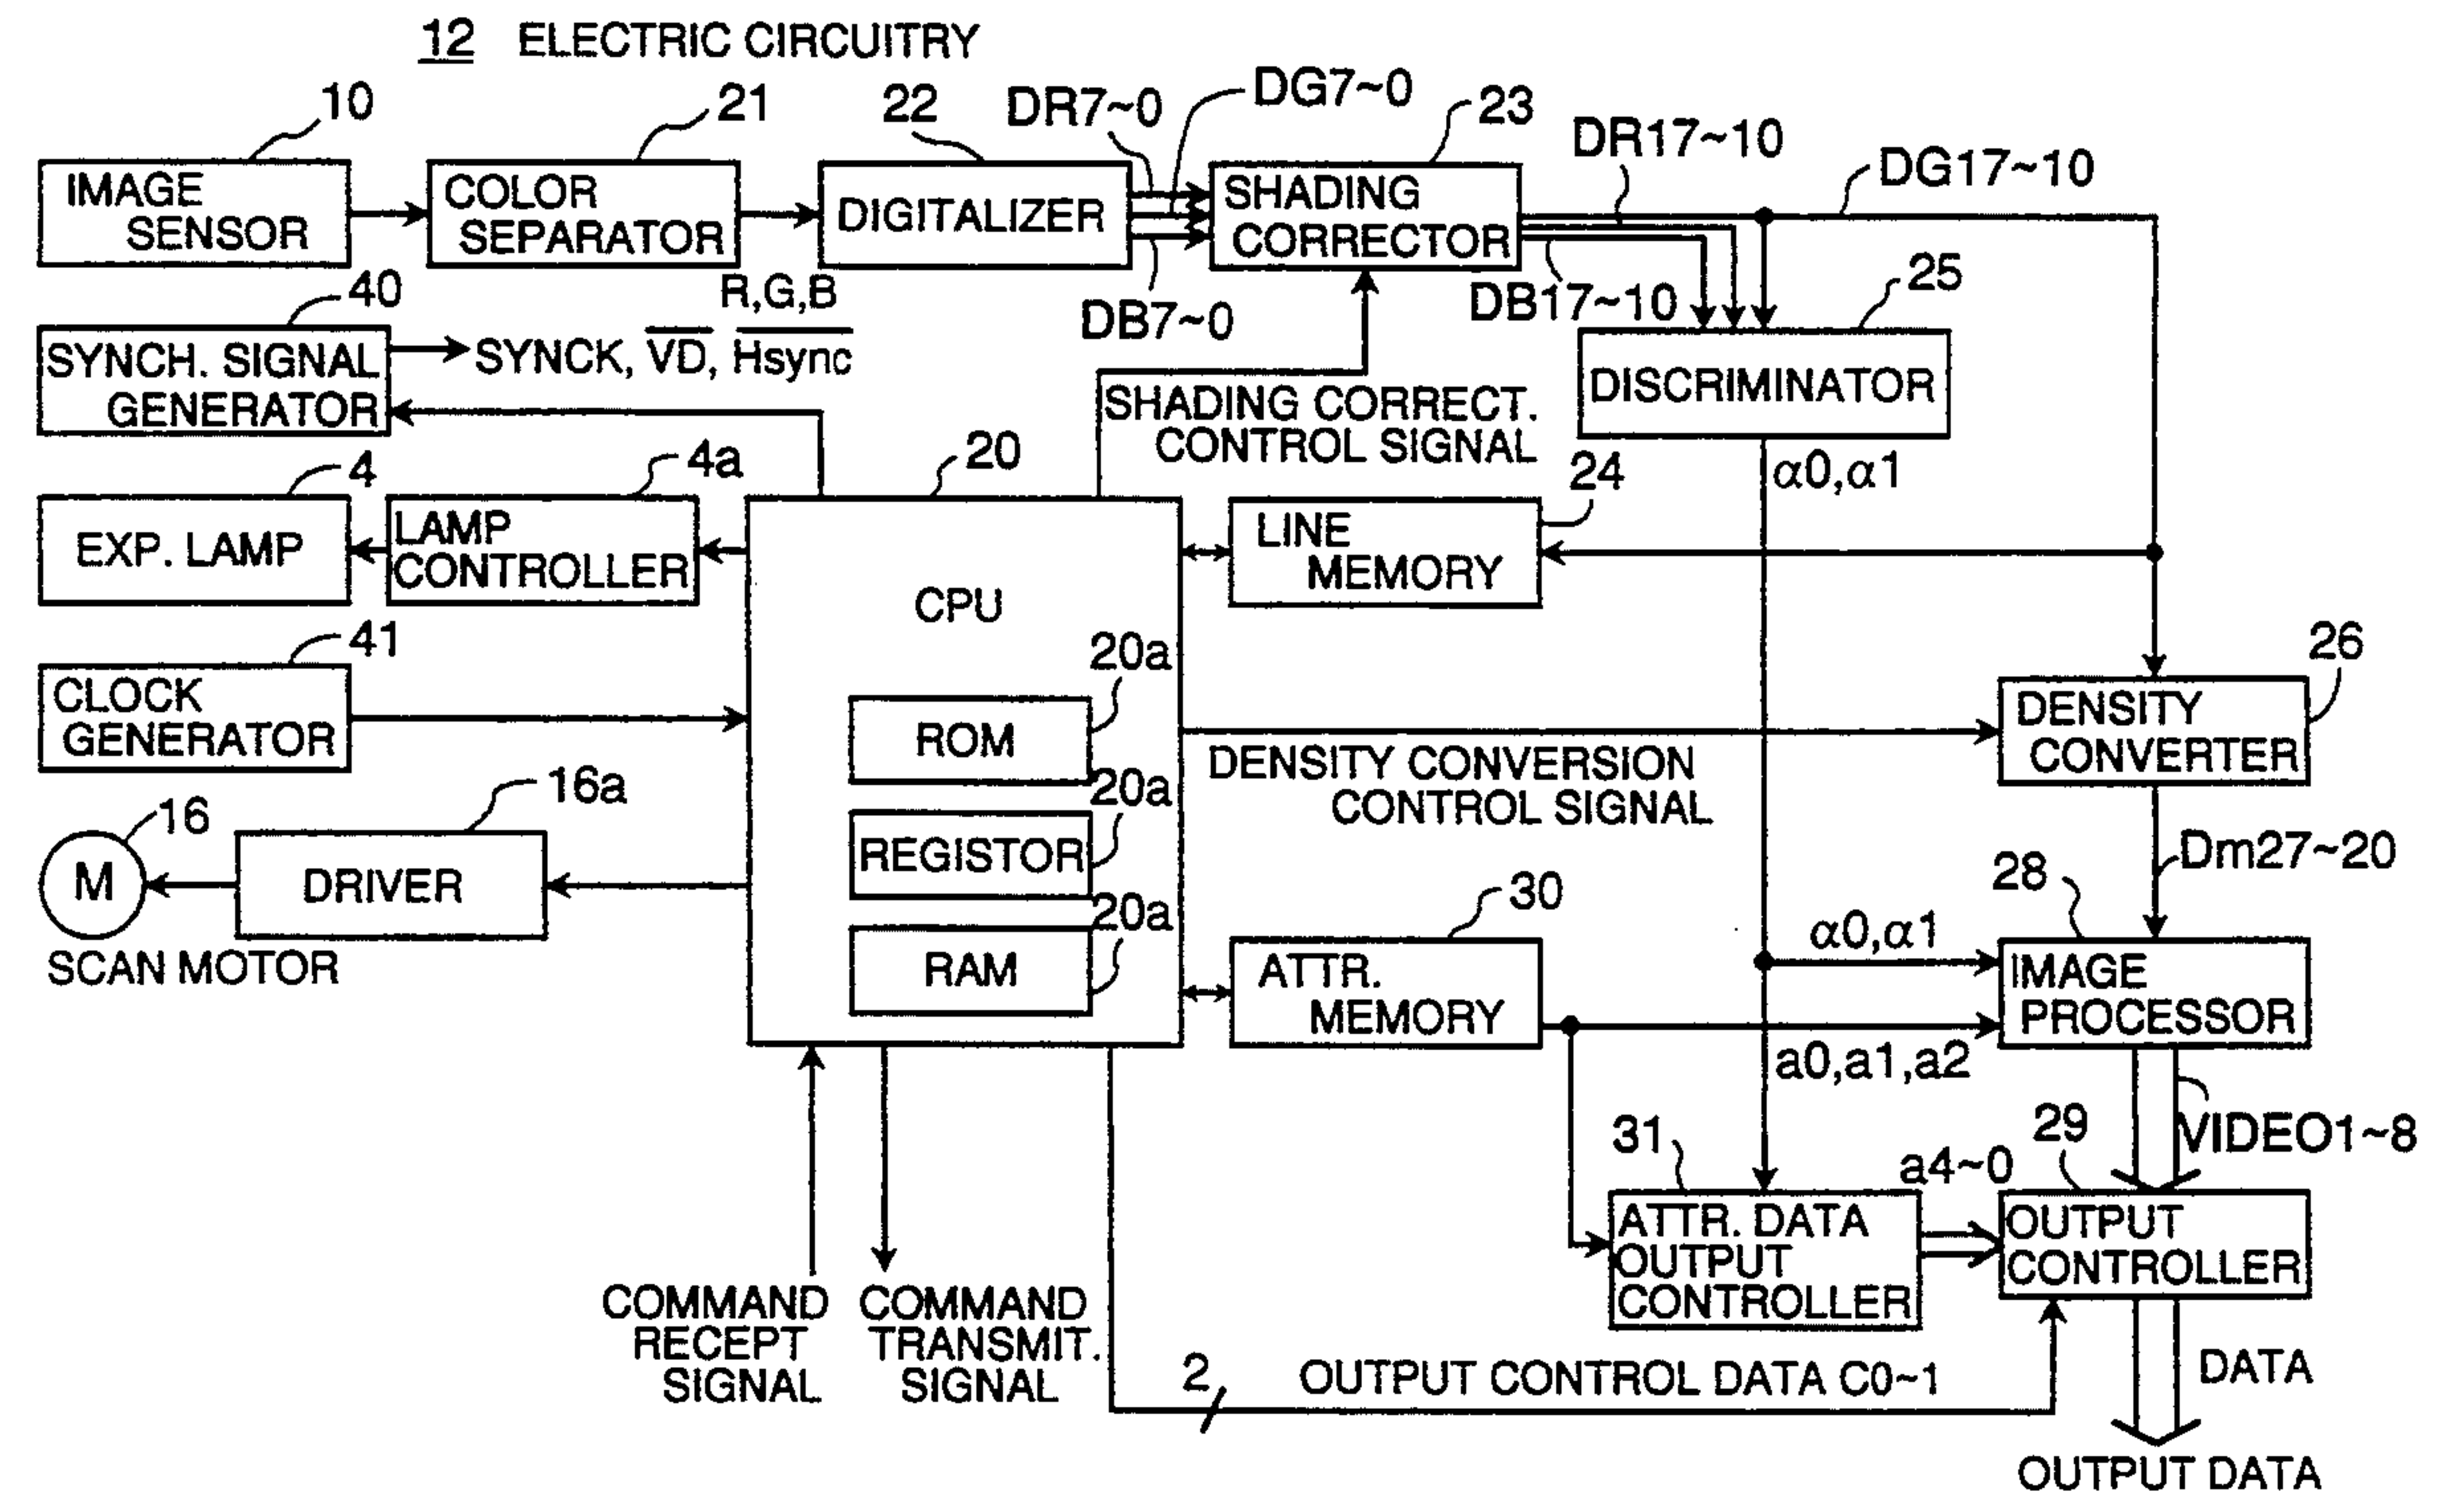 12 ELECTRIC CIRCUITRY
10
21
22
DR7~0
DG7~0
23
DR17~10
DG17~10
IMAGE
SENSOR
COLOR
SEPARATOR
DIGITALIZER
SHADING
CORRECTOR
R,G,B
DB7~0
DB17~10
25
40
SYNCH. SIGNAL
GENERATOR
SYNCK, VD, Hsync
SHADING CORRECT.
CONTROL SIGNAL
DISCRIMINATOR
α0,α1
4
4a
20
24
EXP. LAMP
LAMP
CONTROLLER
CPU
LINE
MEMORY
41
CLOCK
GENERATOR
20a
ROM
26
DENSITY
CONVERTER
DENSITY CONVERSION
CONTROL SIGNAL
16
M
SCAN MOTOR
16a
DRIVER
20a
REGISTOR
20a
RAM
Dm27~20
30
ATTR.
MEMORY
28
α0,α1
IMAGE
PROCESSOR
a0,a1,a2
VIDEO1~8
31
a4~0
29
ATTR. DATA
OUTPUT
CONTROLLER
OUTPUT
CONTROLLER
COMMAND
RECEPT
SIGNAL
COMMAND
TRANSMIT.
SIGNAL
2
OUTPUT CONTROL DATA C0~1
DATA
OUTPUT DATA